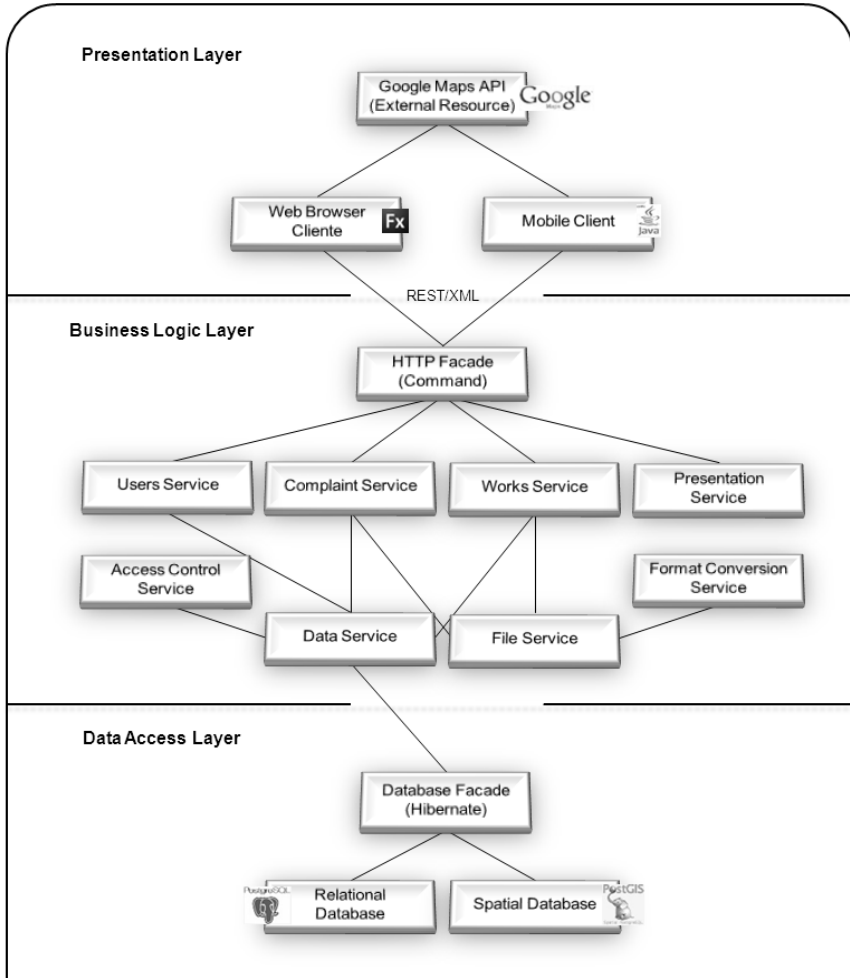 Presentation Layer
Google Maps API
(External Resource)
Google
Maps
Web Browser
Cliente
Fx
Mobile Client
Java
REST/XML
Business Logic Layer
HTTP Facade
(Command)
Users Service
Complaint Service
Works Service
Presentation
Service
Access Control
Service
Format Conversion
Service
Data Service
File Service
Data Access Layer
Database Facade
(Hibernate)
PostgreSQL
Relational
Database
Spatial Database
PostGIS